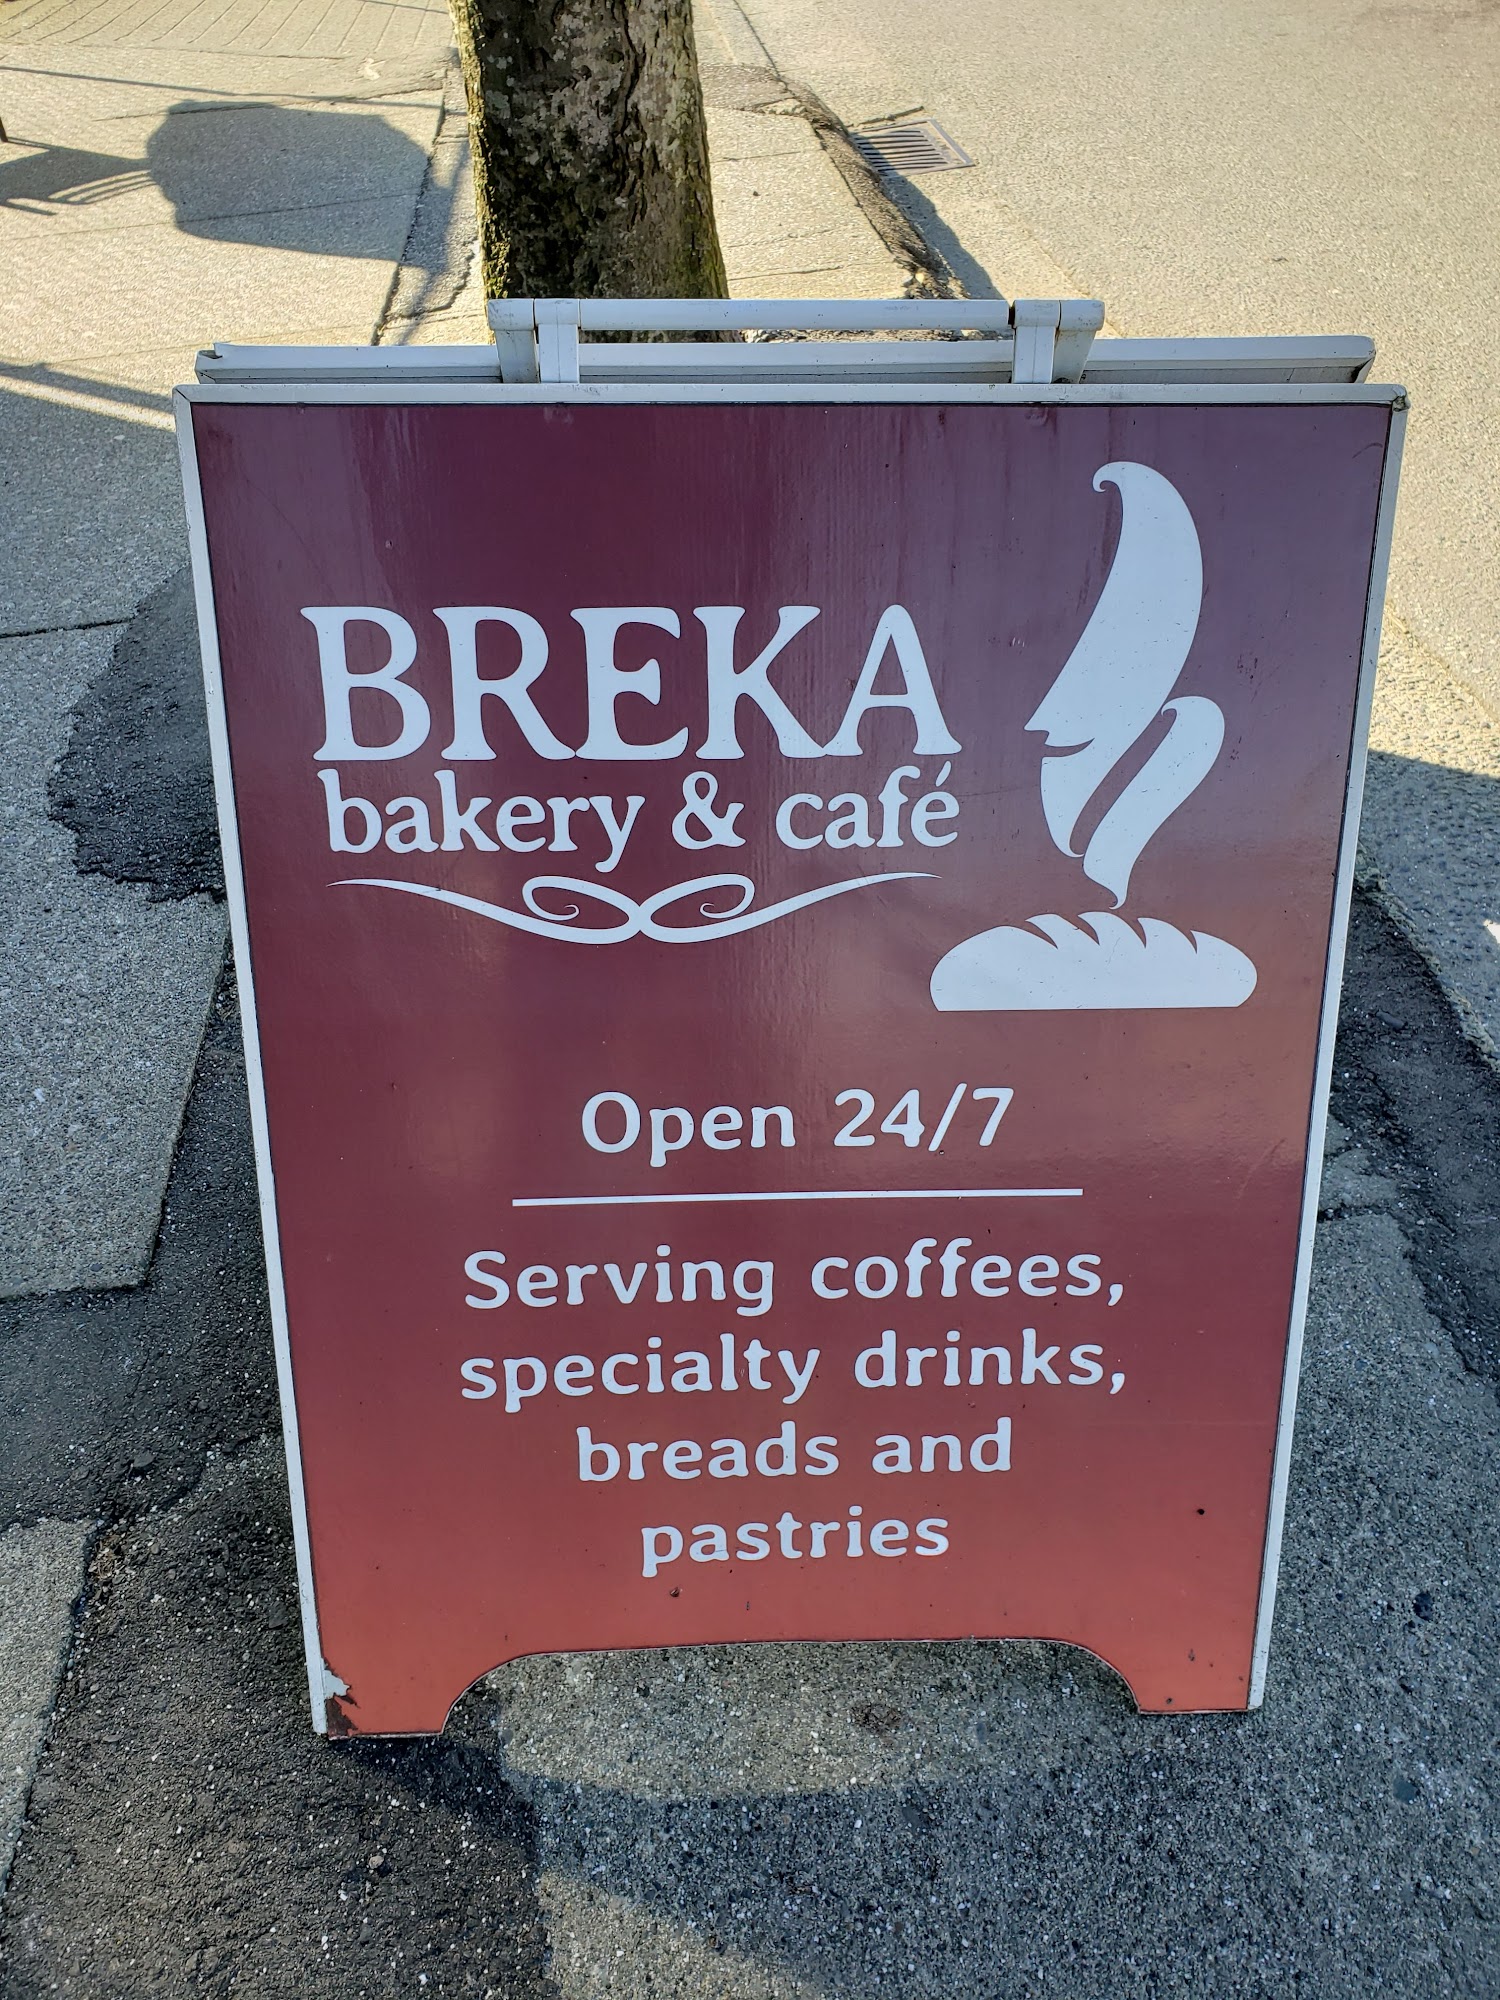 BREKA
bakery & café
Open 24/7
Serving coffees,
specialty drinks,
breads and
pastries